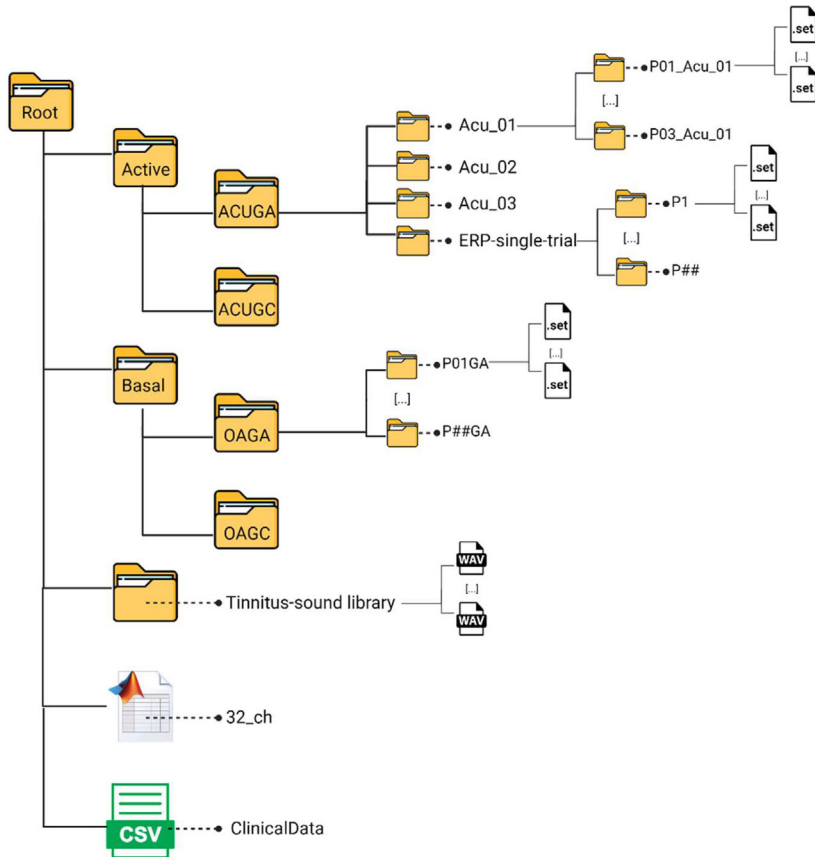 Root
Active
ACUGA
Acu_01
P01_Acu_01
.set
[...]
.set
[...]
P03_Acu_01
Acu_02
Acu_03
ERP-single-trial
P1
.set
[...]
.set
[...]
P##
ACUGC
Basal
OAGA
P01GA
.set
[...]
.set
[...]
P##GA
OAGC
Tinnitus-sound library
WAV
[...]
WAV
32_ch
CSV
ClinicalData